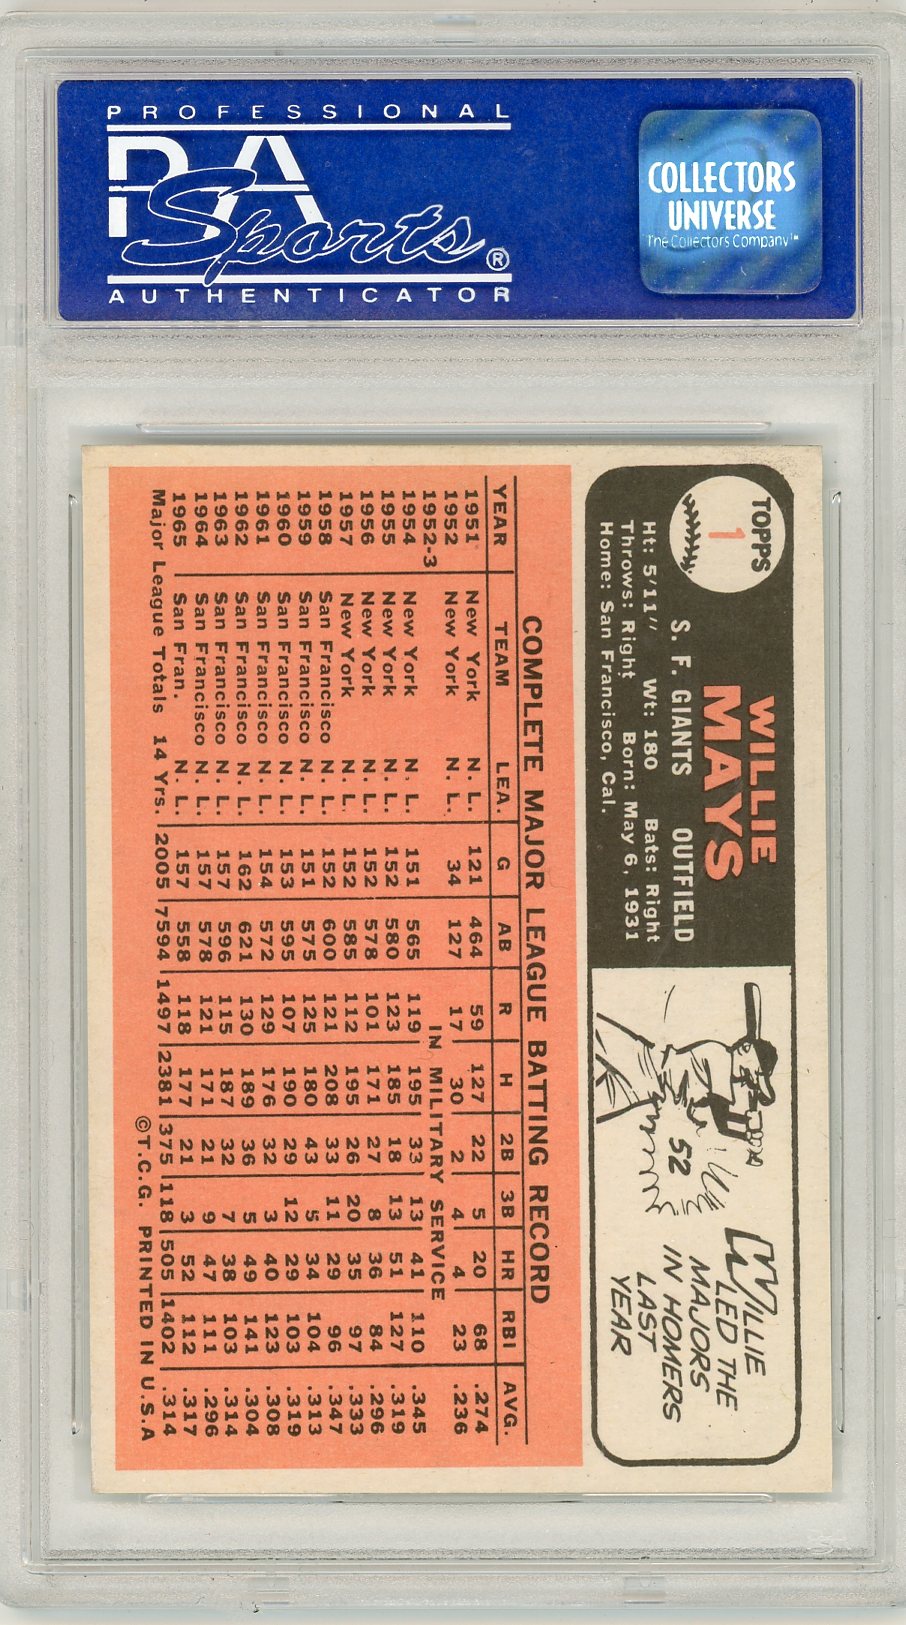 PROFESSIONAL
PSA
Sports®
AUTHENTICATOR
COLLECTORS
UNIVERSE
The Collectors Company™
TOPPS
1
WILLIE
MAYS
S. F. GIANTS OUTFIELD
Ht: 5'11" Wt: 180 Bats: Right
Throws: Right Born: May 6, 1931
Home: San Francisco, Cal.
52
WILLIE
LED THE
MAJORS
IN HOMERS
LAST
YEAR
COMPLETE MAJOR LEAGUE BATTING RECORD
YEAR TEAM LEA. G AB R H 2B 3B HR RBI AVG.
1951 New York N. L. 121 464 59 127 22 5 20 68 .274
1952 New York N. L. 34 127 17 30 2 4 4 23 .236
1952-3 IN MILITARY SERVICE
1954 New York N. L. 151 565 119 195 33 13 41 110 .345
1955 New York N. L. 152 580 123 185 18 13 51 127 .319
1956 New York N. L. 152 578 101 171 27 8 36 84 .296
1957 New York N. L. 152 585 112 195 26 20 35 97 .333
1958 San Francisco N. L. 152 600 121 208 33 11 29 96 .347
1959 San Francisco N. L. 151 575 125 180 43 5 34 104 .313
1960 San Francisco N. L. 153 595 107 190 29 12 29 103 .319
1961 San Francisco N. L. 154 572 129 176 32 3 40 123 .308
1962 San Francisco N. L. 162 621 130 189 36 5 49 141 .304
1963 San Francisco N. L. 157 596 115 187 32 7 38 103 .314
1964 San Francisco N. L. 157 578 121 171 21 9 47 111 .296
1965 San Fran. N. L. 157 558 118 177 21 3 52 112 .317
Major League Totals 14 Yrs. 2005 7594 1497 2381 375 118 505 1402 .314
©T.C.G. PRINTED IN U.S.A